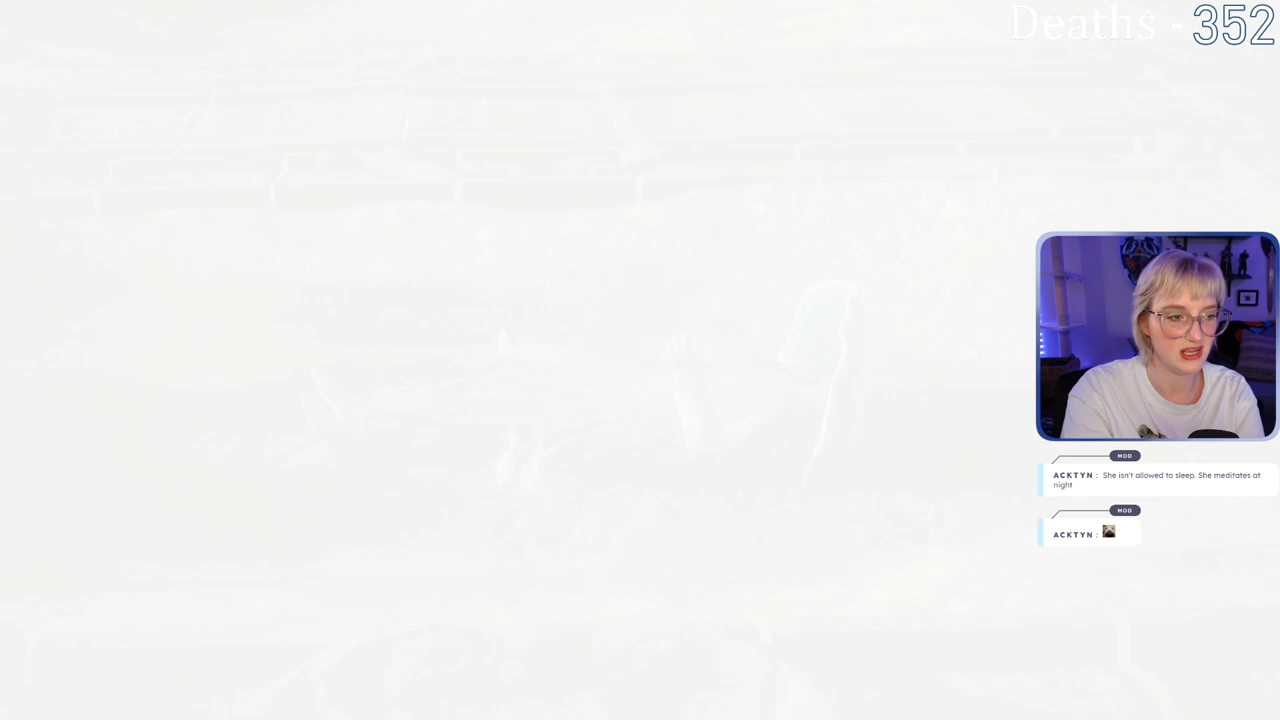 Deaths - 352
MOD
ACKTYN : She isn't allowed to sleep. She meditates at
night
MOD
ACKTYN :